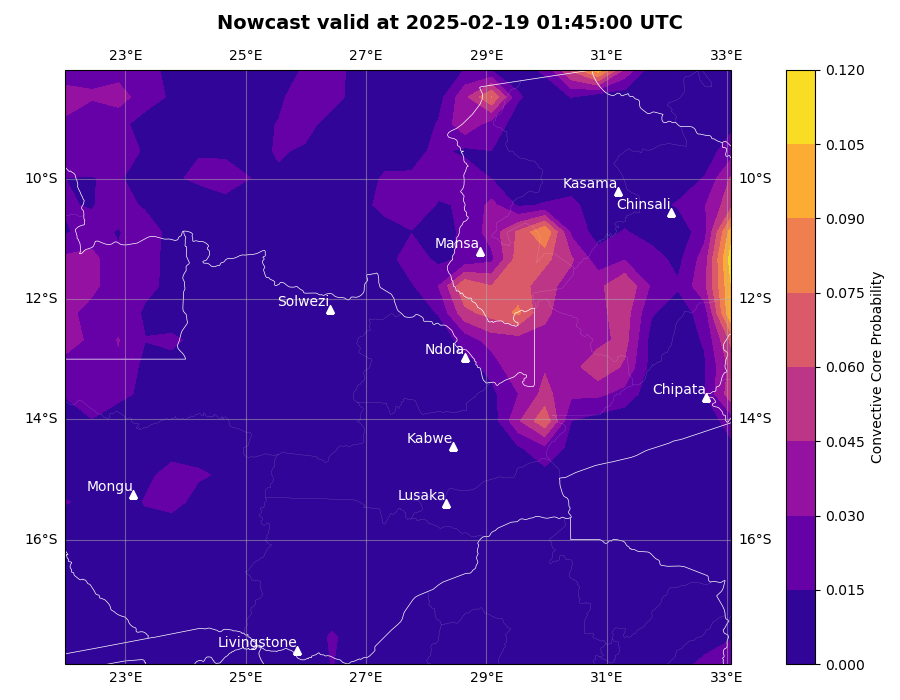 Nowcast valid at 2025-02-19 01:45:00 UTC
23°E 25°E 27°E 29°E 31°E 33°E
0.120
0.105
10°S 10°S
Kasama
Chinsali
0.090
Mansa
0.075
12°S 12°S
Solwezi
Ndola
0.060
Chipata
14°S 14°S
Kabwe
0.045
Mongu
Lusaka
0.030
16°S 16°S
0.015
Livingstone
0.000
23°E 25°E 27°E 29°E 31°E 33°E
Convective Core Probability